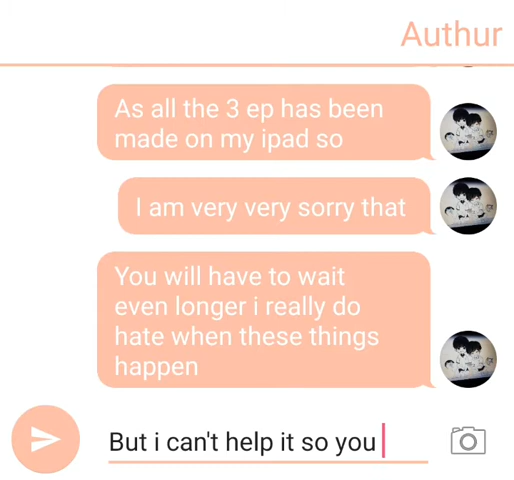 Authur
As all the 3 ep has been
made on my ipad so
I am very very sorry that
You will have to wait
even longer i really do
hate when these things
happen
But i can't help it so you